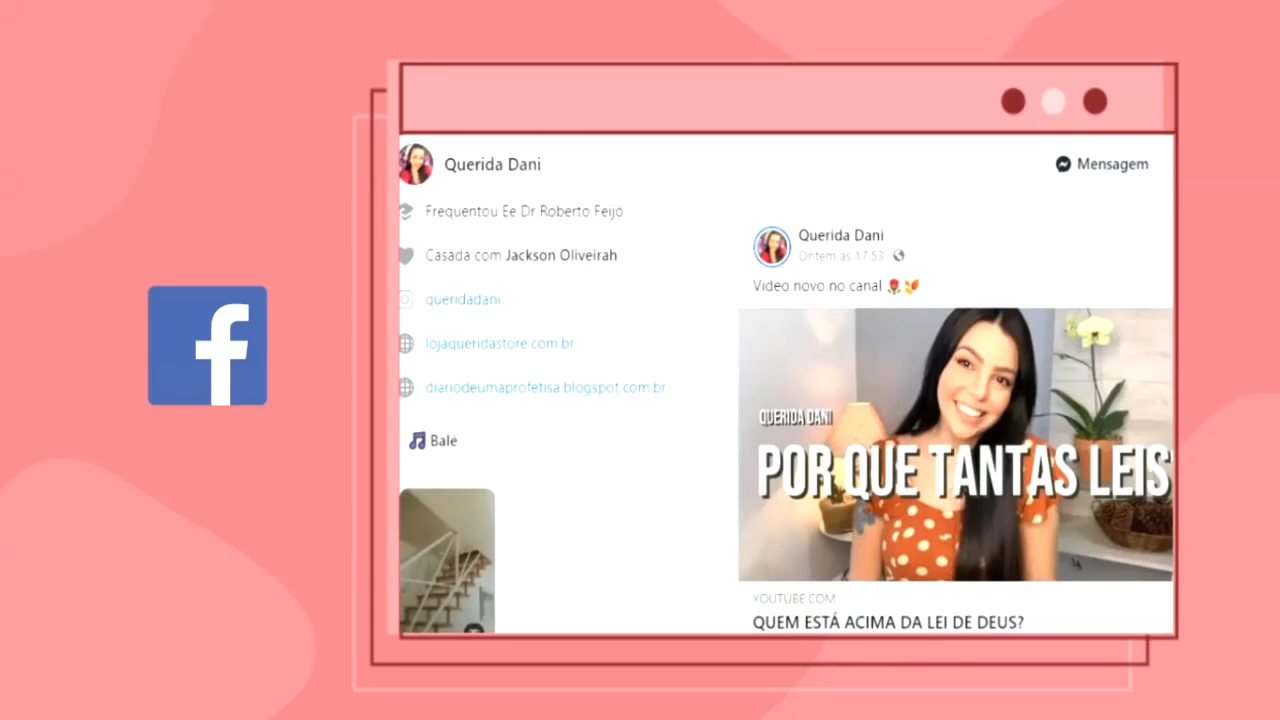 Querida Dani
Mensagem
Frequentou Ee Dr Roberto Feijó
Casada com Jackson Oliveirah
queridadani
lojaqueridastore.com.br
diariodeumaprofetisa.blogspot.com.br
Bale
Querida Dani
Ontem às 17:53
Video novo no canal
QUERIDA DANI
POR QUE TANTAS LEIS
YOUTUBE.COM
QUEM ESTÁ ACIMA DA LEI DE DEUS?